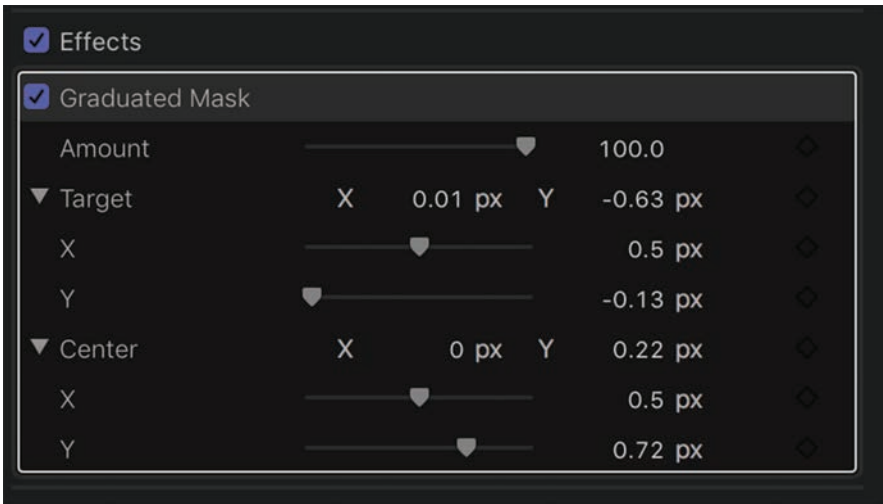 Effects
Graduated Mask
Amount 100.0
Target X 0.01 px Y -0.63 px
X 0.5 px
Y -0.13 px
Center X 0 px Y 0.22 px
X 0.5 px
Y 0.72 px